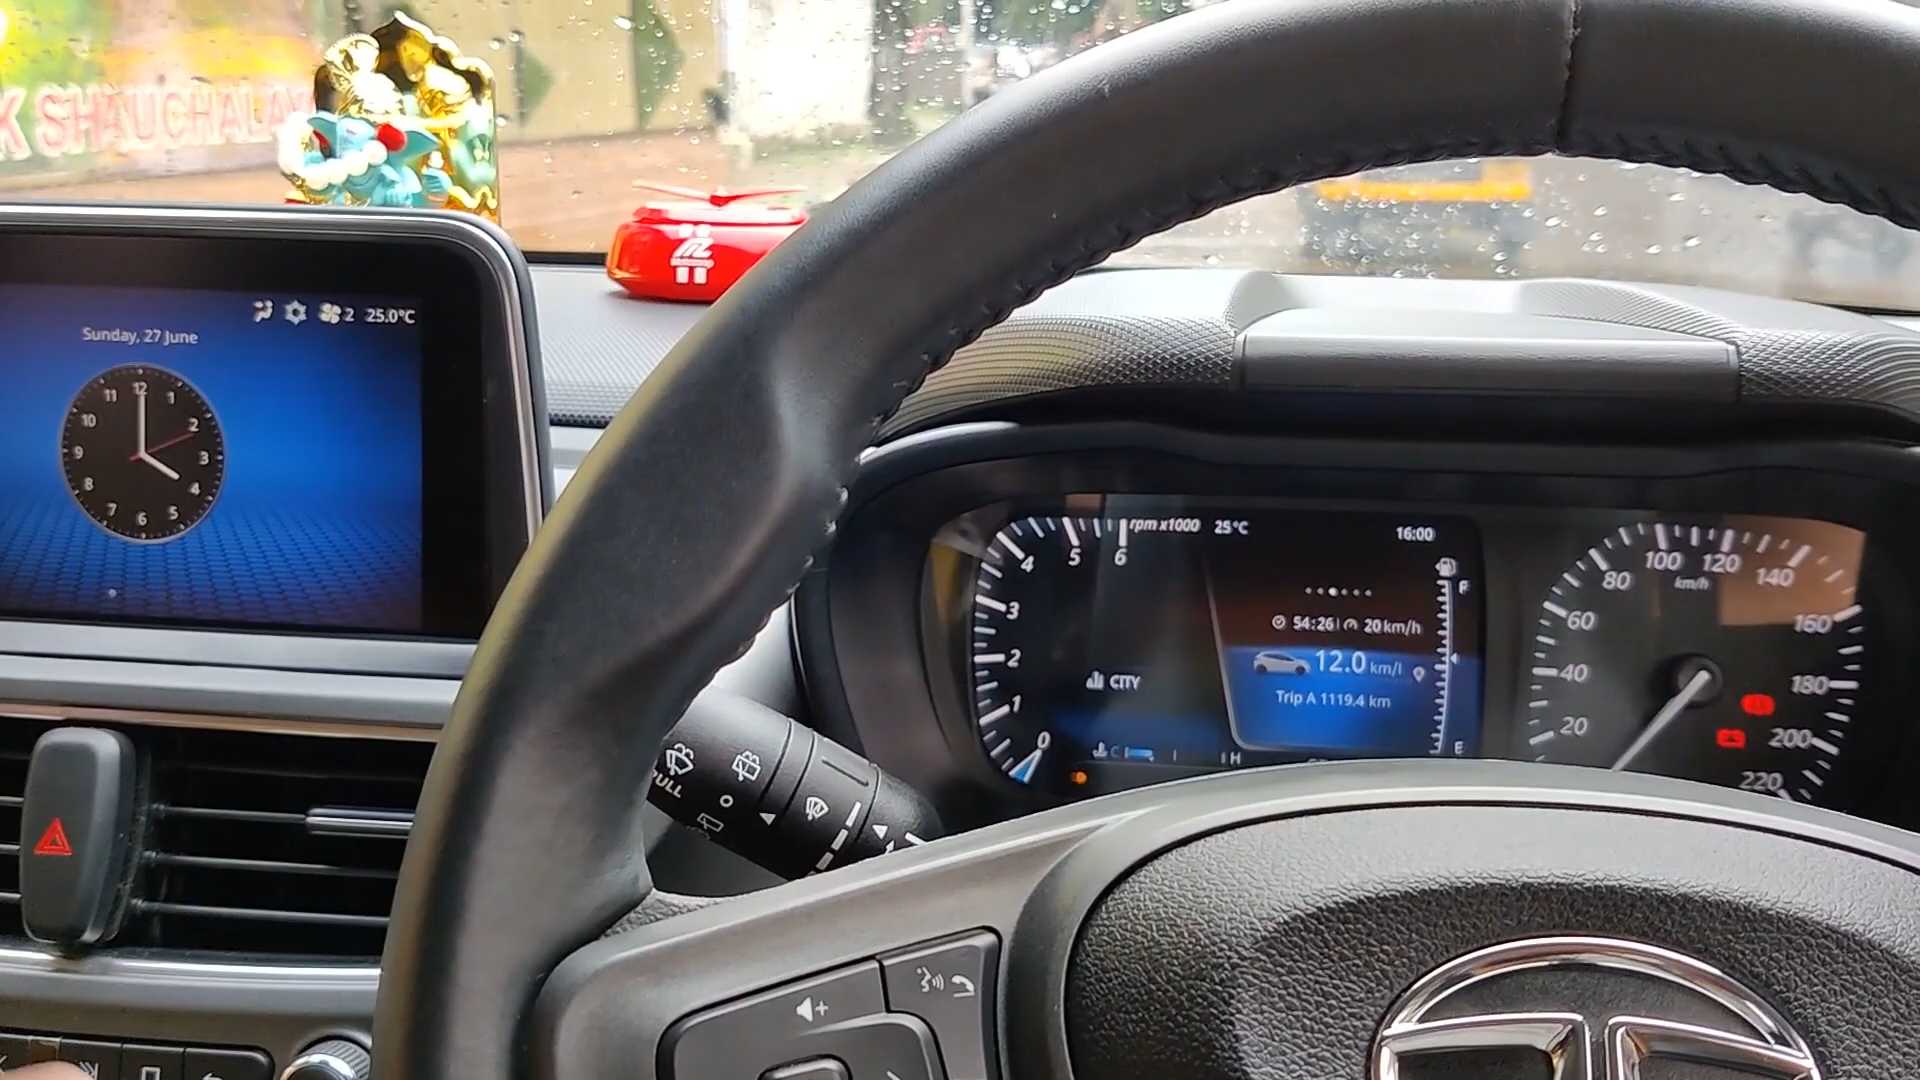 K SHAUCHALAYA
2 25.0°C
Sunday, 27 June
12
11 1
10 2
9 3
8 4
7 5
6
rpm x1000 25°C 16:00
6
5
4
3
2
1
0
CITY
C H
54:26 20 km/h
12.0 km/l
Trip A 1119.4 km
F
E
km/h
20
40
60
80
100
120
140
160
180
200
220
PULL